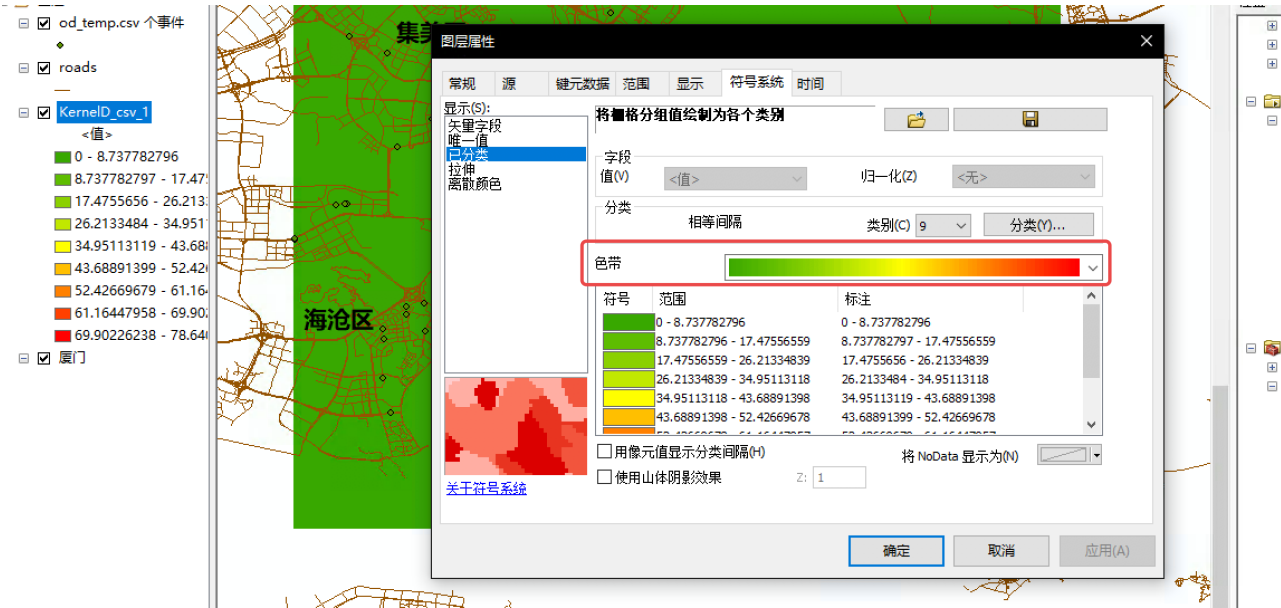 od_temp.csv 个事件
roads
KernelD_csv_1
<值>
0 - 8.737782796
8.737782797 - 17.47
17.4755656 - 26.213
26.2133484 - 34.951
34.95113119 - 43.68
43.68891399 - 52.42
52.42669679 - 61.16
61.16447958 - 69.90
69.90226238 - 78.64
厦门
集美
海沧区
图层属性
常规 源 键元数据 范围 显示 符号系统 时间
显示(S):
矢量字段
唯一值
已分类
拉伸
离散颜色
关于符号系统
将栅格分组值绘制为各个类别
字段
值(V) <值> 归一化(Z) <无>
分类
相等间隔 类别(C) 9 分类(Y)...
色带
符号 范围 标注
0 - 8.737782796 0 - 8.737782796
8.737782796 - 17.47556559 8.737782797 - 17.47556559
17.47556559 - 26.21334839 17.4755656 - 26.21334839
26.21334839 - 34.95113118 26.2133484 - 34.95113118
34.95113118 - 43.68891398 34.95113119 - 43.68891398
43.68891398 - 52.42669678 43.68891399 - 52.42669678
用像元值显示分类间隔(H) 将 NoData 显示为(N)
使用山体阴影效果 Z: 1
确定 取消 应用(A)